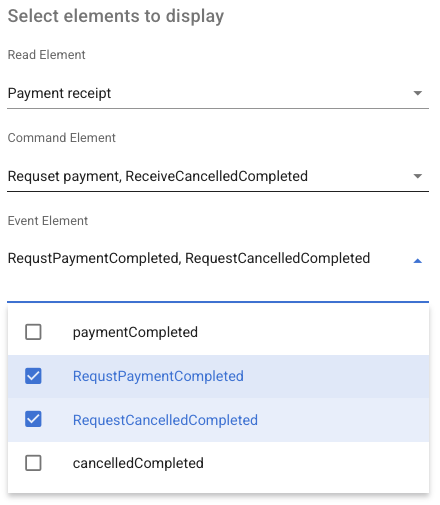 Select elements to display
Read Element
Payment receipt
Command Element
Requset payment, ReceiveCancelledCompleted
Event Element
RequstPaymentCompleted, RequestCancelledCompleted
paymentCompleted
RequstPaymentCompleted
RequestCancelledCompleted
cancelledCompleted